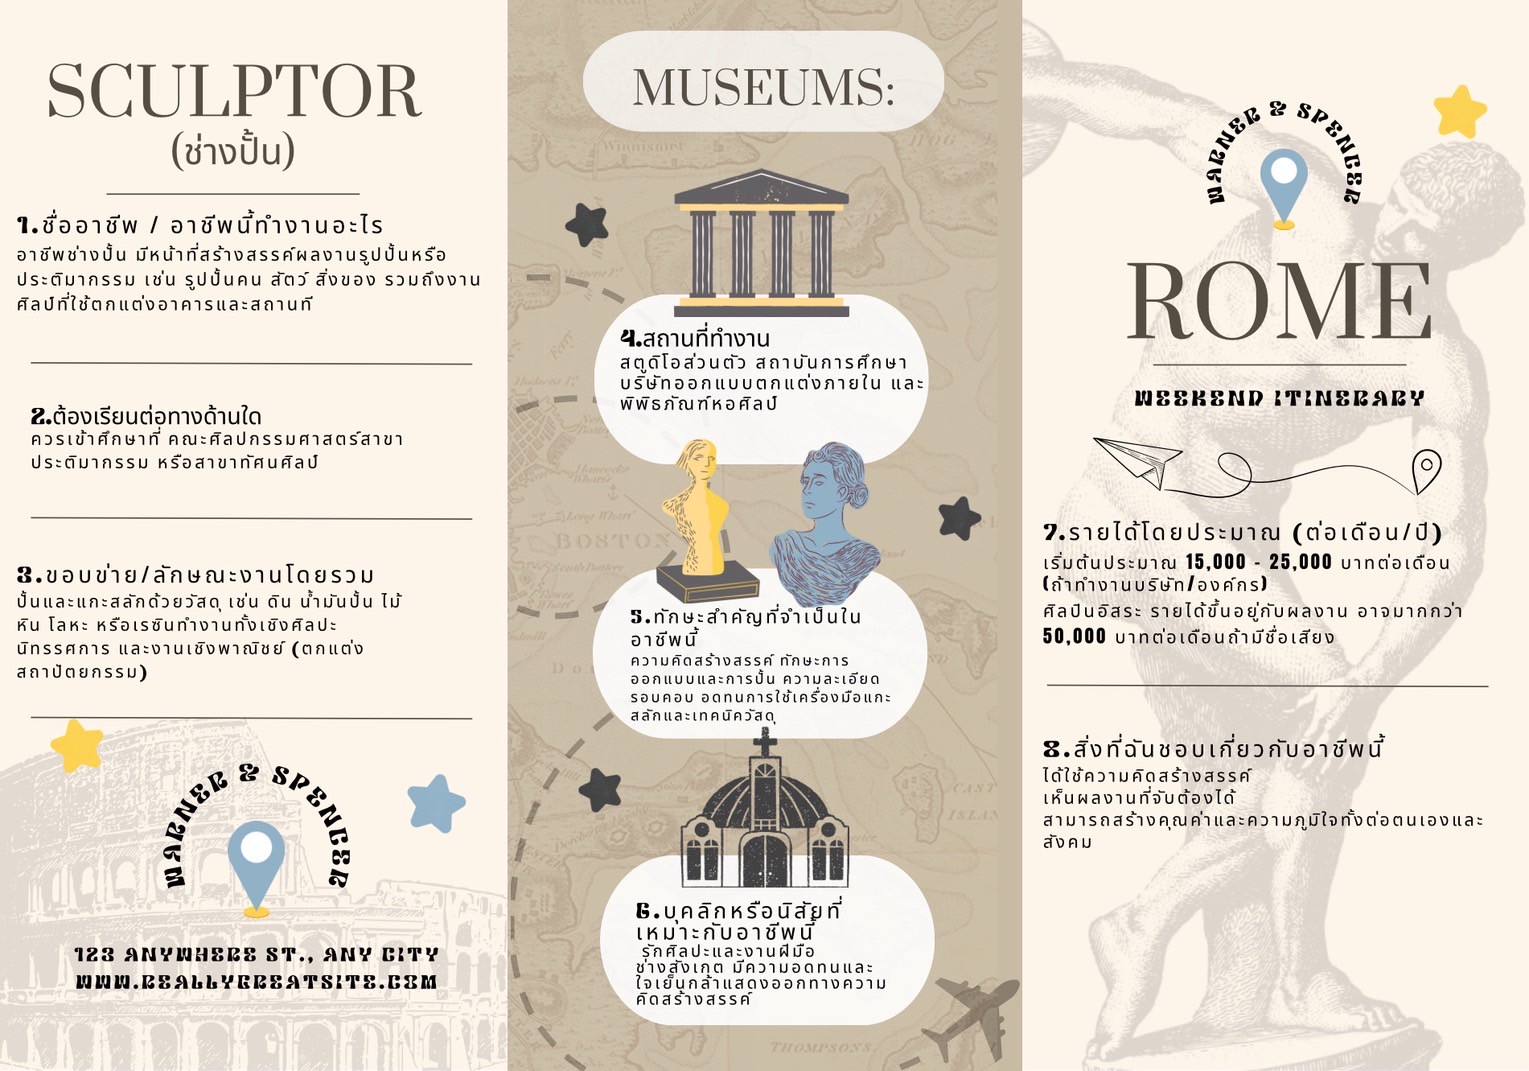 SCULPTOR
(ช่างปั้น)
1.ชื่ออาชีพ / อาชีพนี้ทำงานอะไร
อาชีพช่างปั้น มีหน้าที่สร้างสรรค์ผลงานรูปปั้นหรือ
ประติมากรรม เช่น รูปปั้นคน สัตว์ สิ่งของ รวมถึงงาน
ศิลป์ที่ใช้ตกแต่งอาคารและสถานที่
2.ต้องเรียนต่อทางด้านใด
ควรเข้าศึกษาที่ คณะศิลปกรรมศาสตร์สาขา
ประติมากรรม หรือสาขาทัศนศิลป์
3.ขอบข่าย/ลักษณะงานโดยรวม
ปั้นและแกะสลักด้วยวัสดุ เช่น ดิน น้ำมันปั้น ไม้
หิน โลหะ หรือเรซินทำงานทั้งเชิงศิลปะ
นิทรรศการ และงานเชิงพาณิชย์ (ตกแต่ง
สถาปัตยกรรม)
WARNER & SPENCER
123 ANYWHERE ST., ANY CITY
WWW.REALLYGREATSITE.COM
MUSEUMS:
4.สถานที่ทำงาน
สตูดิโอส่วนตัว สถาบันการศึกษา
บริษัทออกแบบตกแต่งภายใน และ
พิพิธภัณฑ์หอศิลป์
5.ทักษะสำคัญที่จำเป็นใน
อาชีพนี้
ความคิดสร้างสรรค์ ทักษะการ
ออกแบบและการปั้น ความละเอียด
รอบคอบ อดทนการใช้เครื่องมือแกะ
สลักและเทคนิควัสดุ
6.บุคลิกหรือนิสัยที่
เหมาะกับอาชีพนี้
รักศิลปะและงานฝีมือ
ช่างสังเกต มีความอดทนและ
ใจเย็นกล้าแสดงออกทางความ
คิดสร้างสรรค์
Winnisimet
HOG
Ferry
BOSTON
Long Wharf
CAST
ISLAN
THOMPSONS
WARNER & SPENCER
ROME
WEEKEND ITINERARY
7.รายได้โดยประมาณ (ต่อเดือน/ปี)
เริ่มต้นประมาณ 15,000 - 25,000 บาทต่อเดือน
(ถ้าทำงานบริษัท/องค์กร)
ศิลปินอิสระ รายได้ขึ้นอยู่กับผลงาน อาจมากกว่า
50,000 บาทต่อเดือนถ้ามีชื่อเสียง
8.สิ่งที่ฉันชอบเกี่ยวกับอาชีพนี้
ได้ใช้ความคิดสร้างสรรค์
เห็นผลงานที่จับต้องได้
สามารถสร้างคุณค่าและความภูมิใจทั้งต่อตนเองและ
สังคม